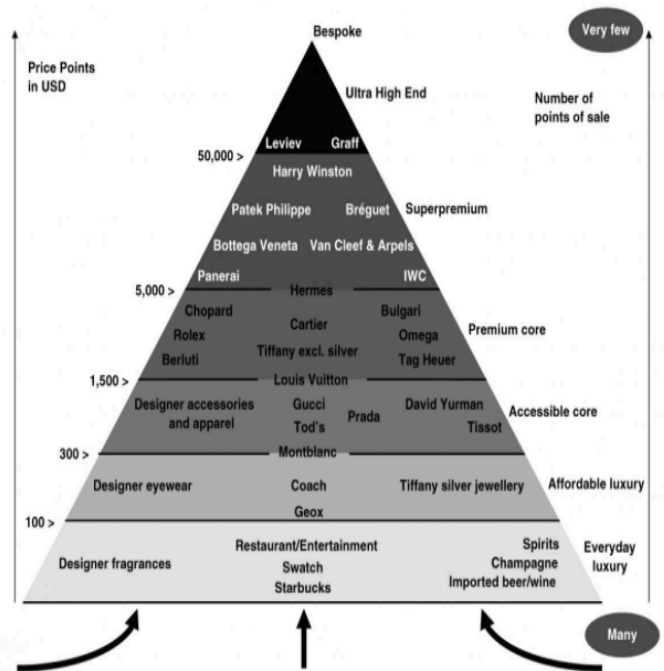 Bespoke
Very few
Price Points
in USD
Ultra High End
Number of
points of sale
Leviev Graff
50,000 >
Harry Winston
Patek Philippe Bréguet Superpremium
Bottega Veneta Van Cleef & Arpels
Panerai IWC
5,000 > Hermes
Chopard Bulgari
Cartier Premium core
Rolex Omega
Tiffany excl. silver
Berluti Tag Heuer
1,500 > Louis Vuitton
Designer accessories
and apparel
Gucci David Yurman
Prada Accessible core
Tod's Tissot
300 > Montblanc
Designer eyewear Coach Tiffany silver jewellery Affordable luxury
Geox
100 >
Restaurant/Entertainment Spirits
Everyday
luxury
Designer fragrances Swatch Champagne
Starbucks Imported beer/wine
Many